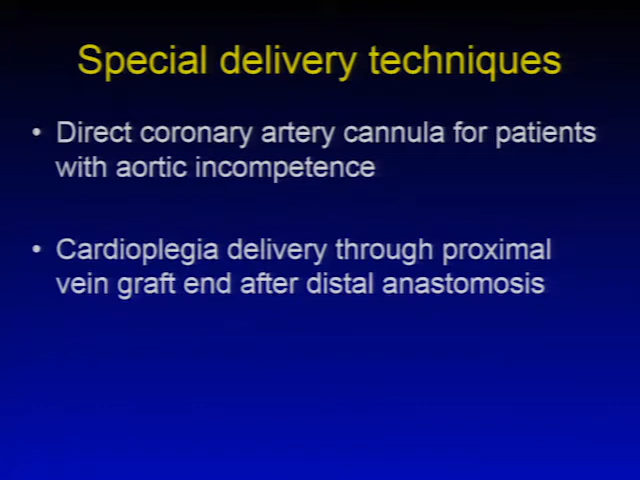 Special delivery techniques
• Direct coronary artery cannula for patients
with aortic incompetence
• Cardioplegia delivery through proximal
vein graft end after distal anastomosis